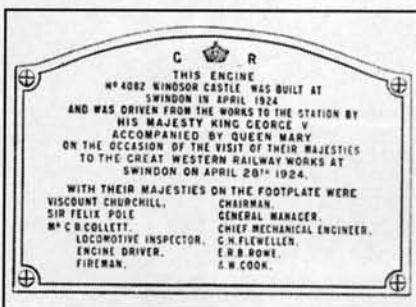 G R
THIS ENGINE
Nº 4082 WINDSOR CASTLE WAS BUILT AT
SWINDON IN APRIL 1924
AND WAS DRIVEN FROM THE WORKS TO THE STATION BY
HIS MAJESTY KING GEORGE V
ACCOMPANIED BY QUEEN MARY
ON THE OCCASION OF THE VISIT OF THEIR MAJESTIES
TO THE GREAT WESTERN RAILWAY WORKS AT
SWINDON ON APRIL 28TH 1924.
WITH THEIR MAJESTIES ON THE FOOTPLATE WERE
VISCOUNT CHURCHILL, CHAIRMAN.
SIR FELIX POLE GENERAL MANAGER.
MR C B COLLETT. CHIEF MECHANICAL ENGINEER.
LOCOMOTIVE INSPECTOR, G.H.FLEWELLEN.
ENGINE DRIVER, E.R.B.ROWE.
FIREMAN, A.W.COOK.